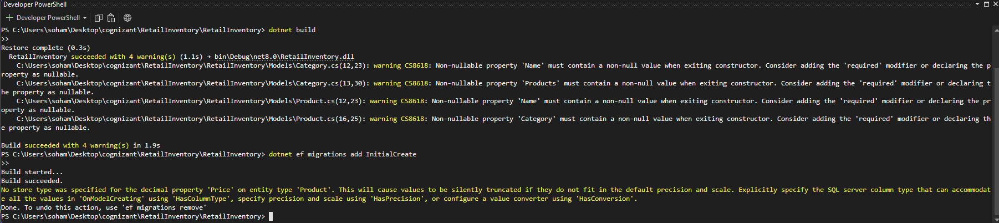 Developer PowerShell
Developer PowerShell
PS C:\Users\soham\Desktop\cognizant\RetailInventory\RetailInventory> dotnet build
>>
Restore complete (0.3s)
  RetailInventory succeeded with 4 warning(s) (1.1s) → bin\Debug\net8.0\RetailInventory.dll
    C:\Users\soham\Desktop\cognizant\RetailInventory\RetailInventory\Models\Category.cs(12,23): warning CS8618: Non-nullable property 'Name' must contain a non-null value when exiting constructor. Consider adding the 'required' modifier or declaring the p
roperty as nullable.
    C:\Users\soham\Desktop\cognizant\RetailInventory\RetailInventory\Models\Category.cs(13,30): warning CS8618: Non-nullable property 'Products' must contain a non-null value when exiting constructor. Consider adding the 'required' modifier or declaring t
he property as nullable.
    C:\Users\soham\Desktop\cognizant\RetailInventory\RetailInventory\Models\Product.cs(12,23): warning CS8618: Non-nullable property 'Name' must contain a non-null value when exiting constructor. Consider adding the 'required' modifier or declaring the pr
operty as nullable.
    C:\Users\soham\Desktop\cognizant\RetailInventory\RetailInventory\Models\Product.cs(16,25): warning CS8618: Non-nullable property 'Category' must contain a non-null value when exiting constructor. Consider adding the 'required' modifier or declaring th
e property as nullable.
Build succeeded with 4 warning(s) in 1.9s
PS C:\Users\soham\Desktop\cognizant\RetailInventory\RetailInventory> dotnet ef migrations add InitialCreate
>>
Build started...
Build succeeded.
No store type was specified for the decimal property 'Price' on entity type 'Product'. This will cause values to be silently truncated if they do not fit in the default precision and scale. Explicitly specify the SQL server column type that can accommodat
e all the values in 'OnModelCreating' using 'HasColumnType', specify precision and scale using 'HasPrecision', or configure a value converter using 'HasConversion'.
Done. To undo this action, use 'ef migrations remove'
PS C:\Users\soham\Desktop\cognizant\RetailInventory\RetailInventory>